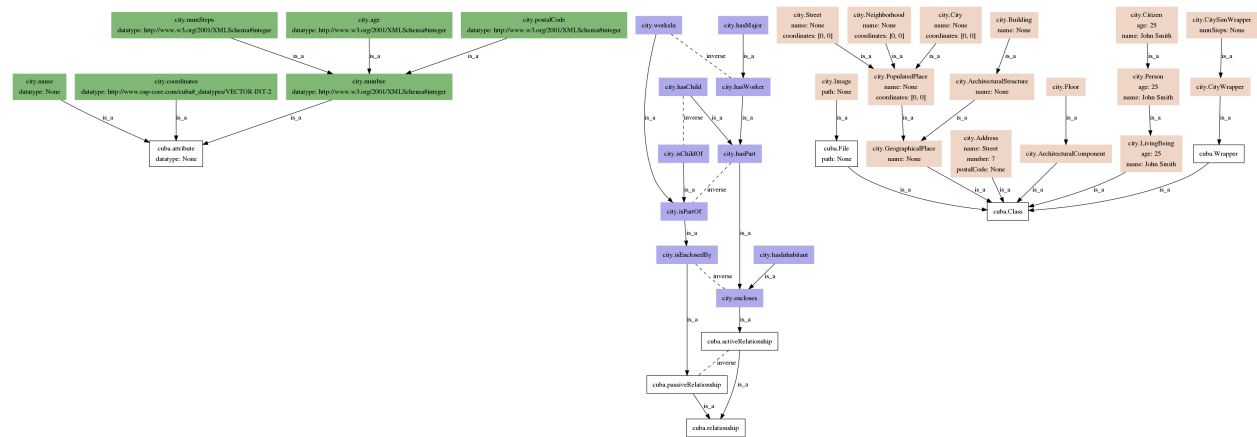 city.numSteps
datatype: http://www.w3.org/2001/XMLSchema#integer
city.age
datatype: http://www.w3.org/2001/XMLSchema#integer
city.postalCode
datatype: http://www.w3.org/2001/XMLSchema#integer
is_a
is_a
is_a
city.name
datatype: None
city.coordinates
datatype: http://www.osp-core.com/cuba#_datatypes/VECTOR-INT-2
city.number
datatype: http://www.w3.org/2001/XMLSchema#integer
is_a
is_a
is_a
cuba.attribute
datatype: None
city.worksIn
city.hasMajor
inverse
is_a
city.hasChild
city.hasWorker
inverse
is_a
is_a
is_a
city.isChildOf
city.hasPart
is_a
inverse
city.isPartOf
is_a
is_a
city.isEnclosedBy
city.hasInhabitant
inverse
is_a
city.encloses
is_a
is_a
cuba.activeRelationship
inverse
cuba.passiveRelationship
is_a
is_a
cuba.relationship
city.Street
name: None
coordinates: [0, 0]
city.Neighborhood
name: None
coordinates: [0, 0]
city.City
name: None
coordinates: [0, 0]
city.Building
name: None
city.Citizen
age: 25
name: John Smith
city.CitySimWrapper
numSteps: None
is_a
is_a
is_a
is_a
is_a
is_a
city.Image
path: None
city.PopulatedPlace
name: None
coordinates: [0, 0]
city.ArchitecturalStructure
name: None
city.Floor
city.Person
age: 25
name: John Smith
city.CityWrapper
is_a
is_a
is_a
is_a
is_a
is_a
cuba.File
path: None
city.GeographicalPlace
name: None
city.Address
name: Street
number: 7
postalCode: None
city.ArchitecturalComponent
city.LivingBeing
age: 25
name: John Smith
cuba.Wrapper
is_a
is_a
is_a
is_a
is_a
is_a
cuba.Class